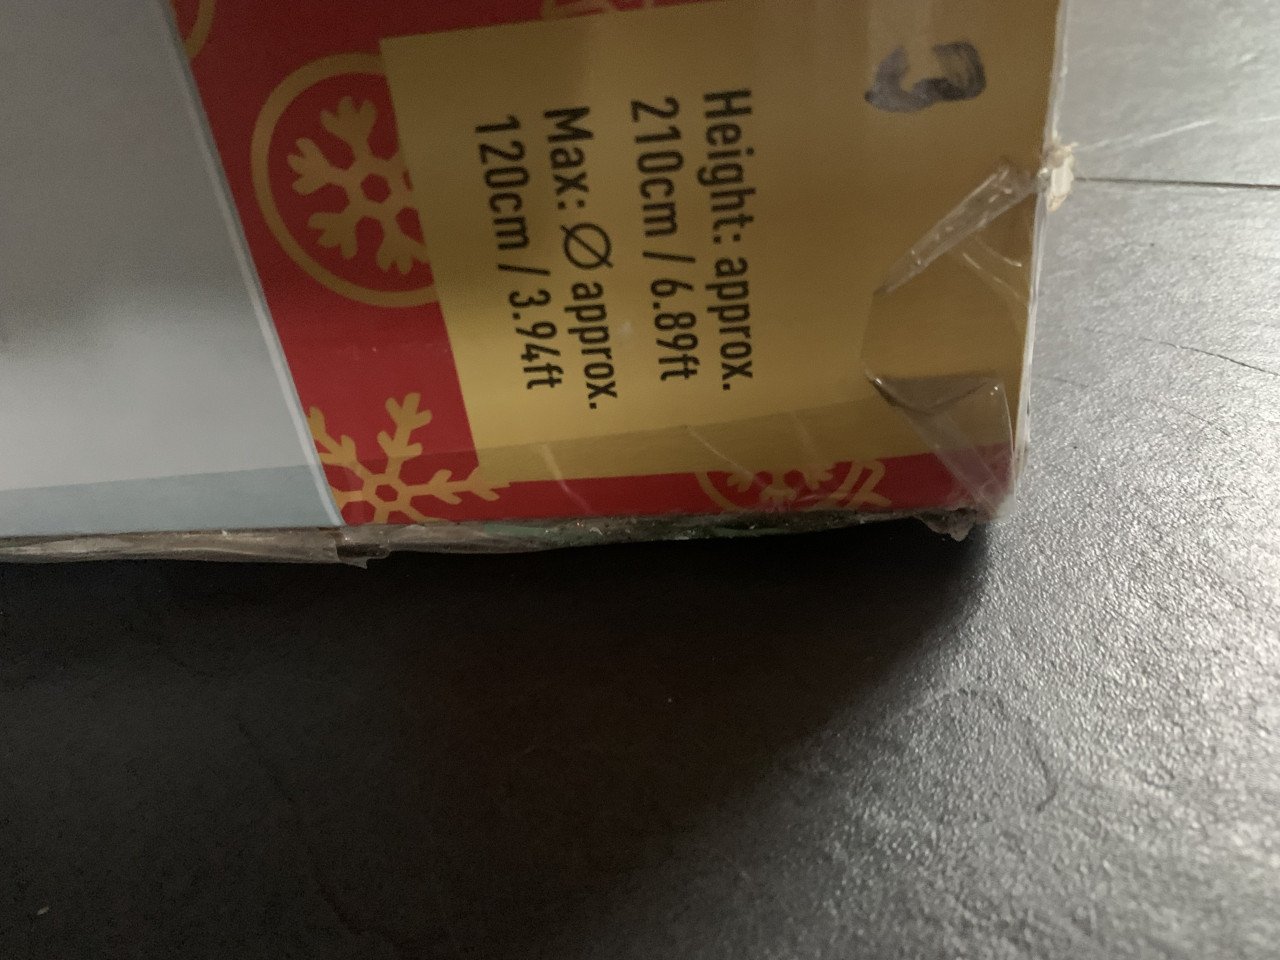 Height: approx.
210cm / 6.89ft
Max: Ø approx.
120cm / 3.94ft